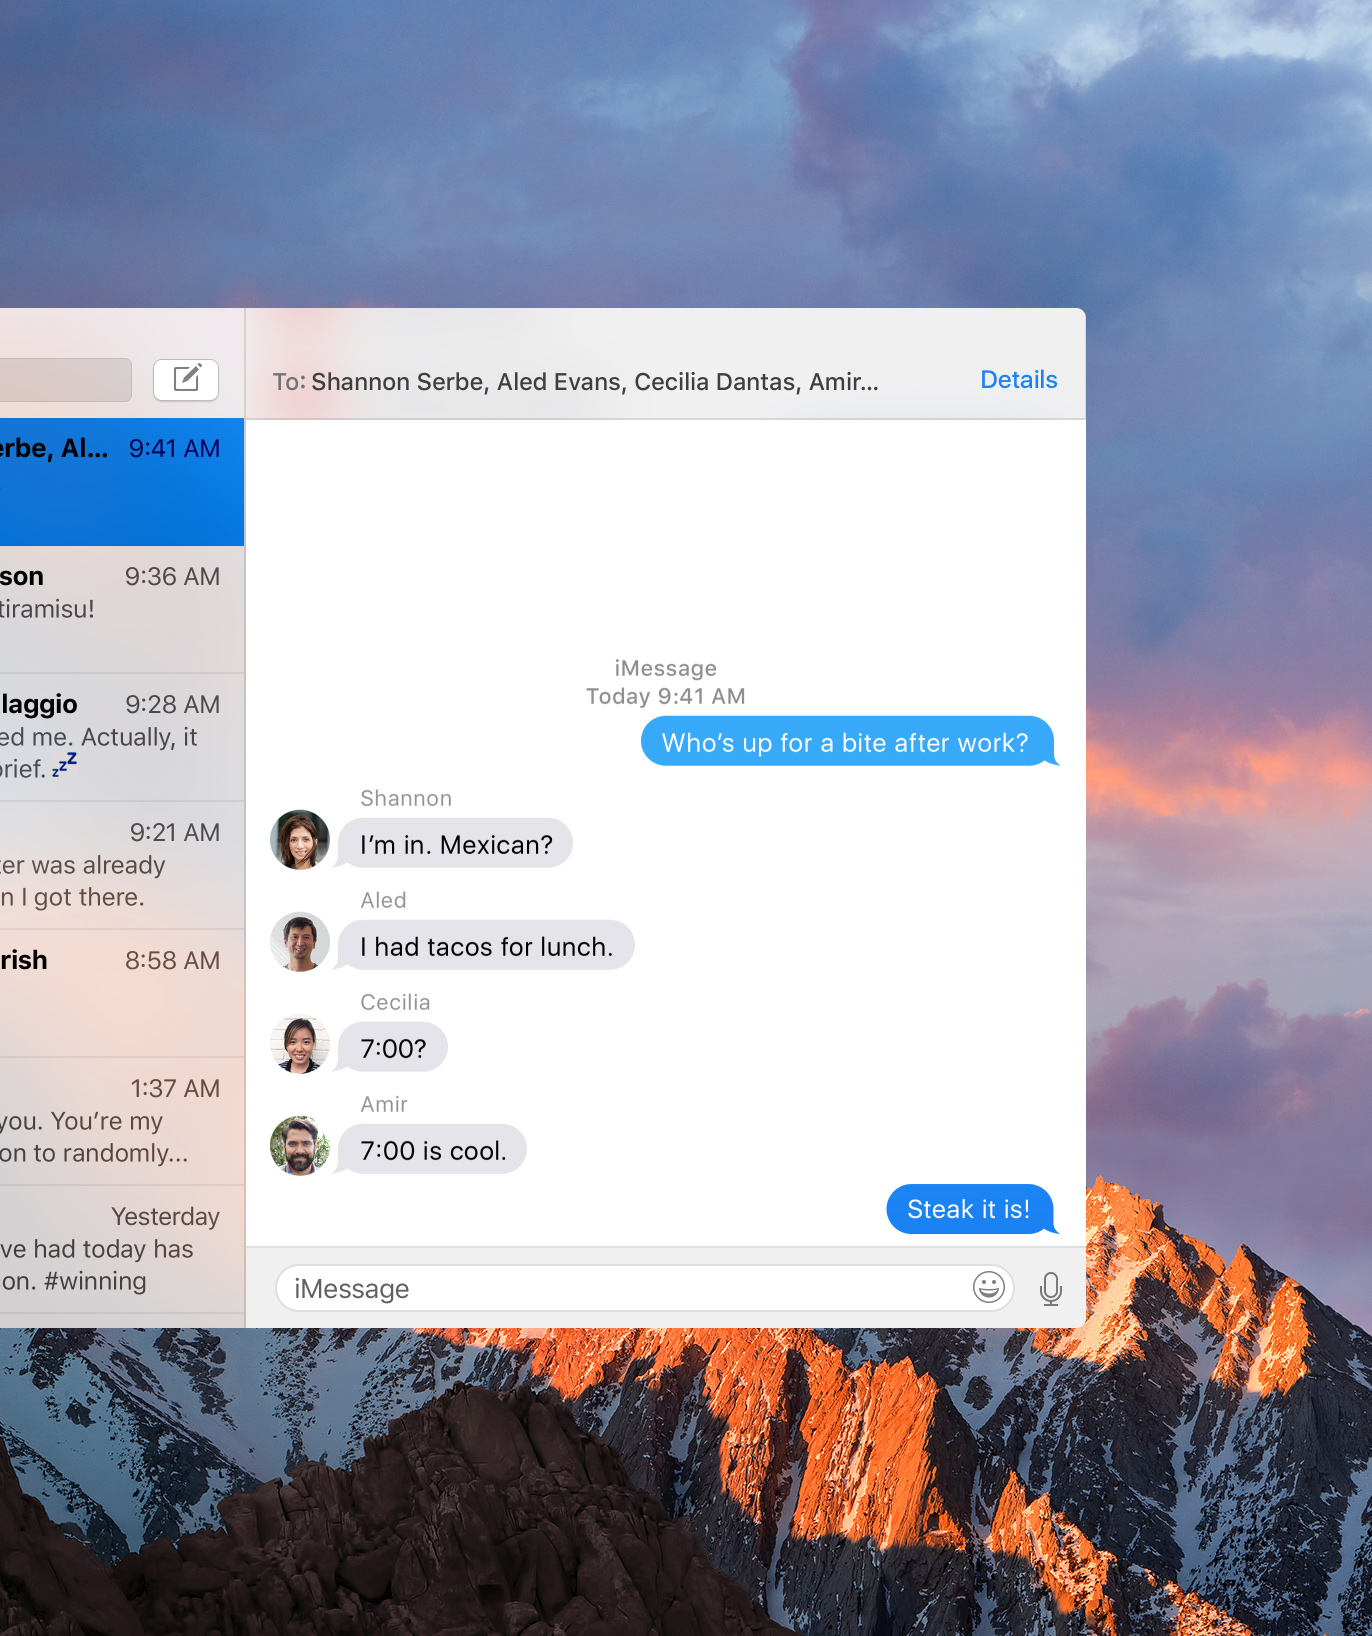 To: Shannon Serbe, Aled Evans, Cecilia Dantas, Amir...
Details
erbe, Al... 9:41 AM
son 9:36 AM
tiramisu!
laggio 9:28 AM
ed me. Actually, it
orief. zzZ
9:21 AM
ter was already
n I got there.
rish 8:58 AM
1:37 AM
you. You’re my
on to randomly...
Yesterday
ve had today has
on. #winning
iMessage
Today 9:41 AM
Who’s up for a bite after work?
Shannon
I’m in. Mexican?
Aled
I had tacos for lunch.
Cecilia
7:00?
Amir
7:00 is cool.
Steak it is!
iMessage